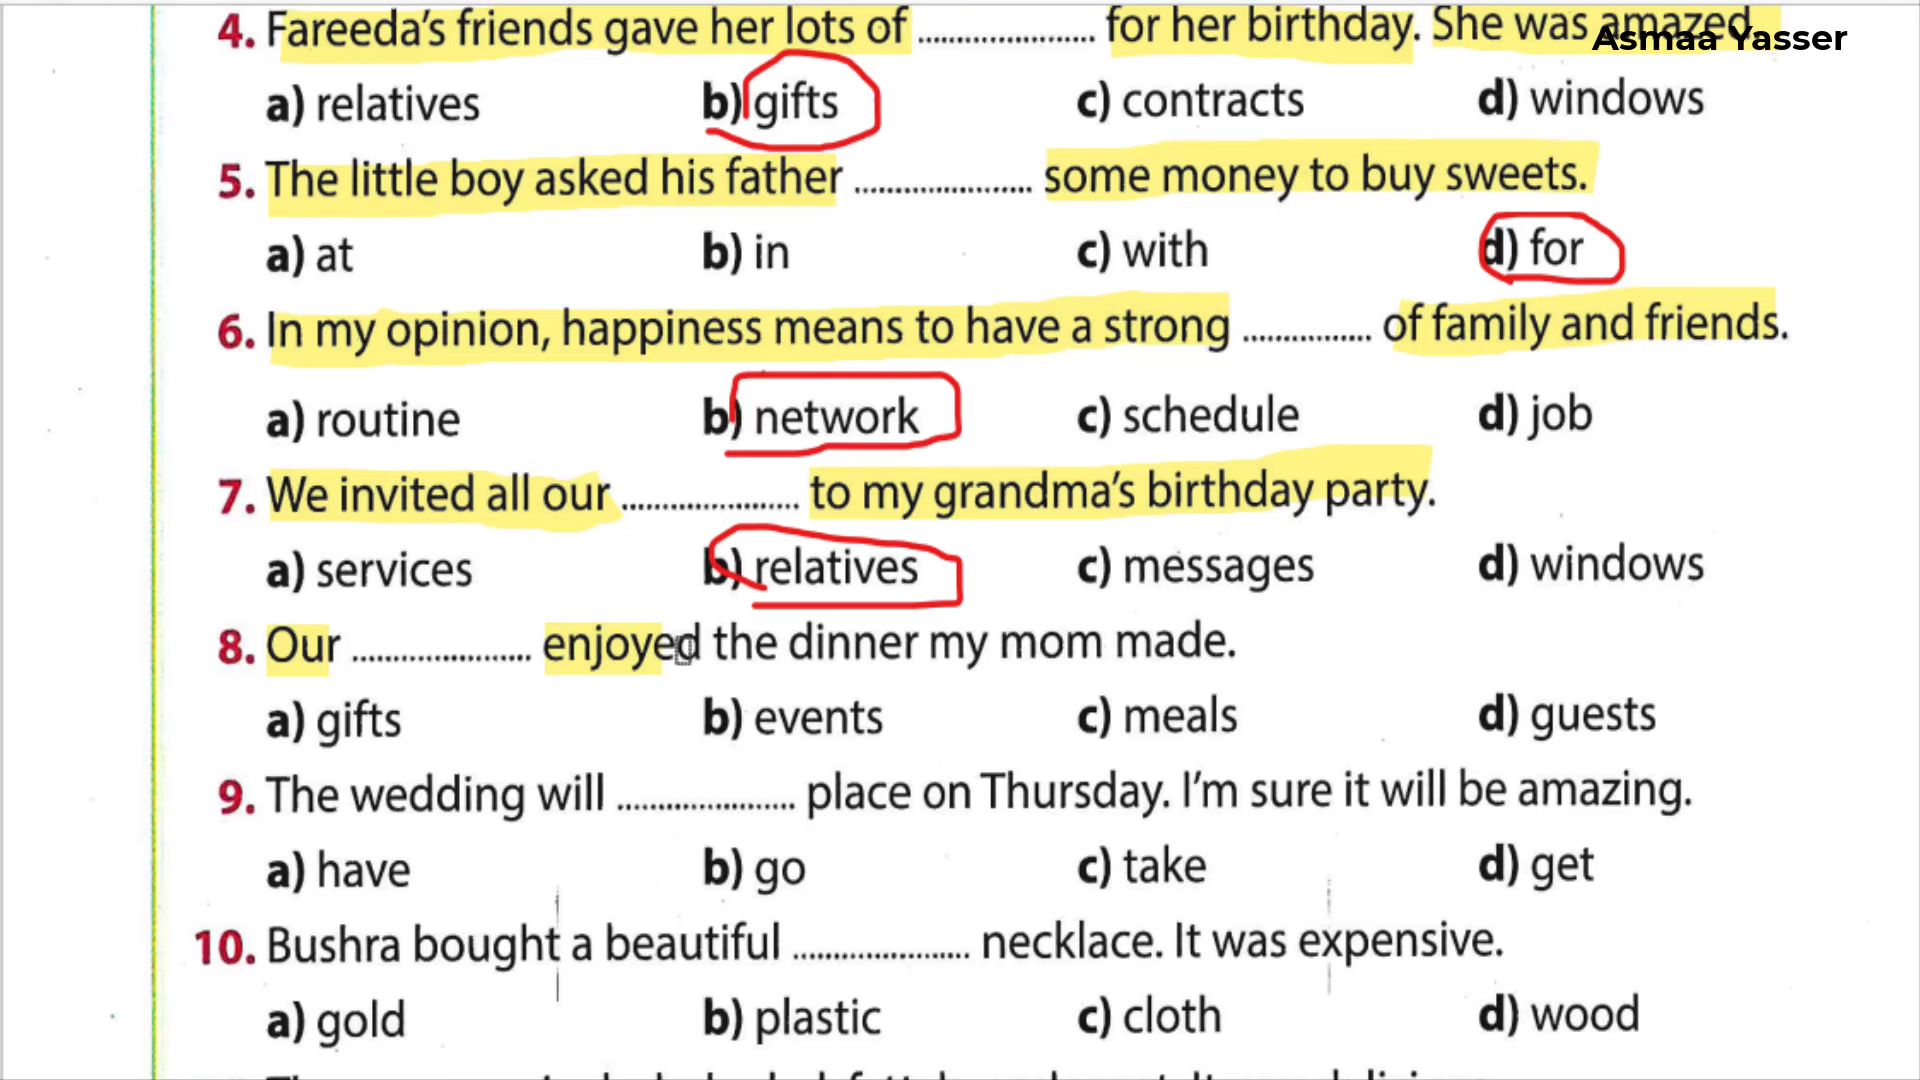 4. Fareeda's friends gave her lots of ..................... for her birthday. She was amazed.
Asmaa Yasser
a) relatives b) gifts c) contracts d) windows
5. The little boy asked his father ..................... some money to buy sweets.
a) at b) in c) with d) for
6. In my opinion, happiness means to have a strong ................ of family and friends.
a) routine b) network c) schedule d) job
7. We invited all our ..................... to my grandma's birthday party.
a) services b) relatives c) messages d) windows
8. Our ..................... enjoyed the dinner my mom made.
a) gifts b) events c) meals d) guests
9. The wedding will ..................... place on Thursday. I'm sure it will be amazing.
a) have b) go c) take d) get
10. Bushra bought a beautiful ..................... necklace. It was expensive.
a) gold b) plastic c) cloth d) wood